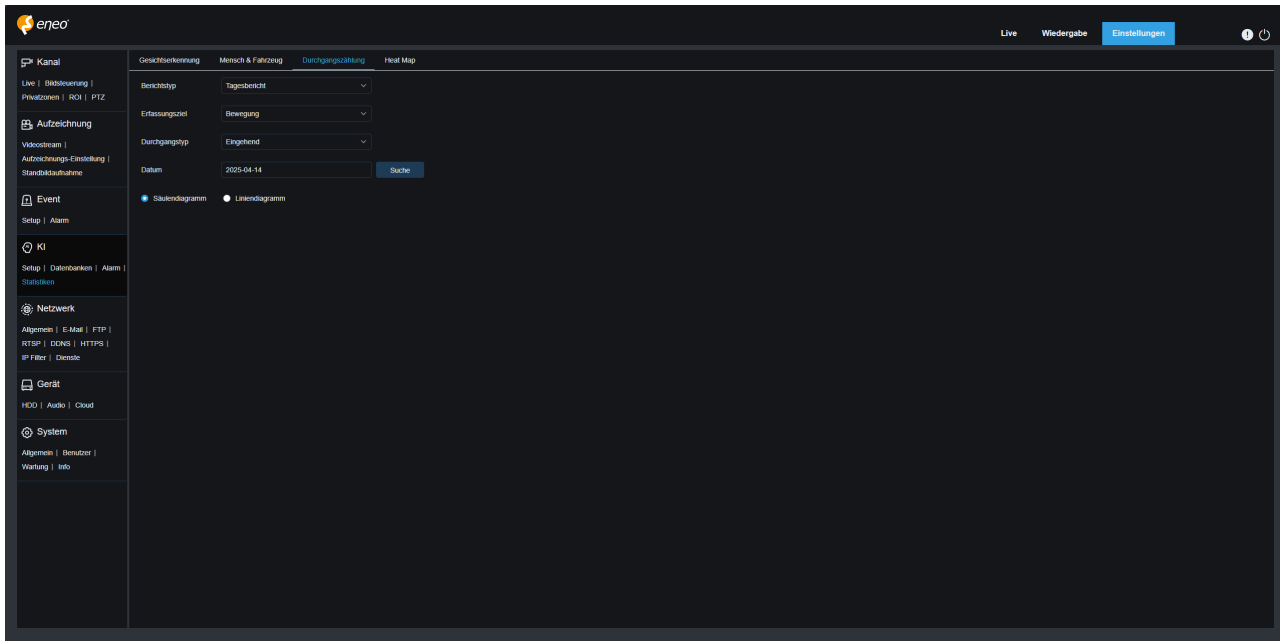 eneo
Live Wiedergabe Einstellungen
Kanal
Live | Bildsteuerung |
Privatzonen | ROI | PTZ
Aufzeichnung
Videostream |
Aufzeichnungs-Einstellung |
Standbildaufnahme
Event
Setup | Alarm
KI
Setup | Datenbanken | Alarm |
Statistiken
Netzwerk
Allgemein | E-Mail | FTP |
RTSP | DDNS | HTTPS |
IP Filter | Dienste
Gerät
HDD | Audio | Cloud
System
Allgemein | Benutzer |
Wartung | Info
Gesichtserkennung Mensch & Fahrzeug Durchgangszählung Heat Map
Berichtstyp Tagesbericht
Erfassungsziel Bewegung
Durchgangstyp Eingehend
Datum 2025-04-14 Suche
Säulendiagramm Liniendiagramm